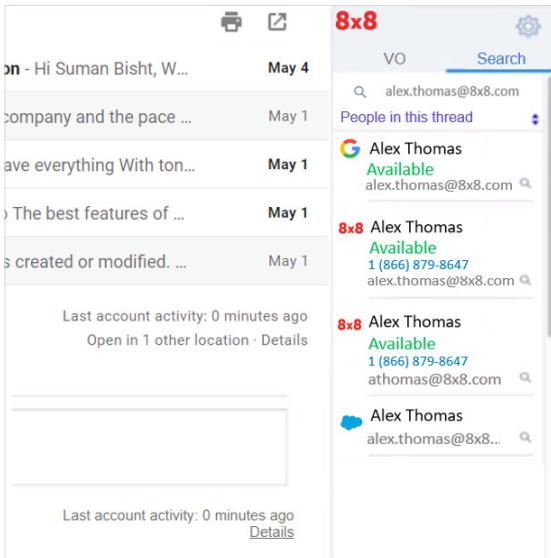 on - Hi Suman Bisht, W... May 4
company and the pace ... May 1
ave everything With ton... May 1
o The best features of ... May 1
s created or modified. ... May 1
Last account activity: 0 minutes ago
Open in 1 other location · Details
Last account activity: 0 minutes ago
Details
8x8
VO Search
alex.thomas@8x8.com
People in this thread
G Alex Thomas
Available
alex.thomas@8x8.com
8x8 Alex Thomas
Available
1 (866) 879-8647
alex.thomas@8x8.com
8x8 Alex Thomas
Available
1 (866) 879-8647
athomas@8x8.com
Alex Thomas
alex.thomas@8x8...